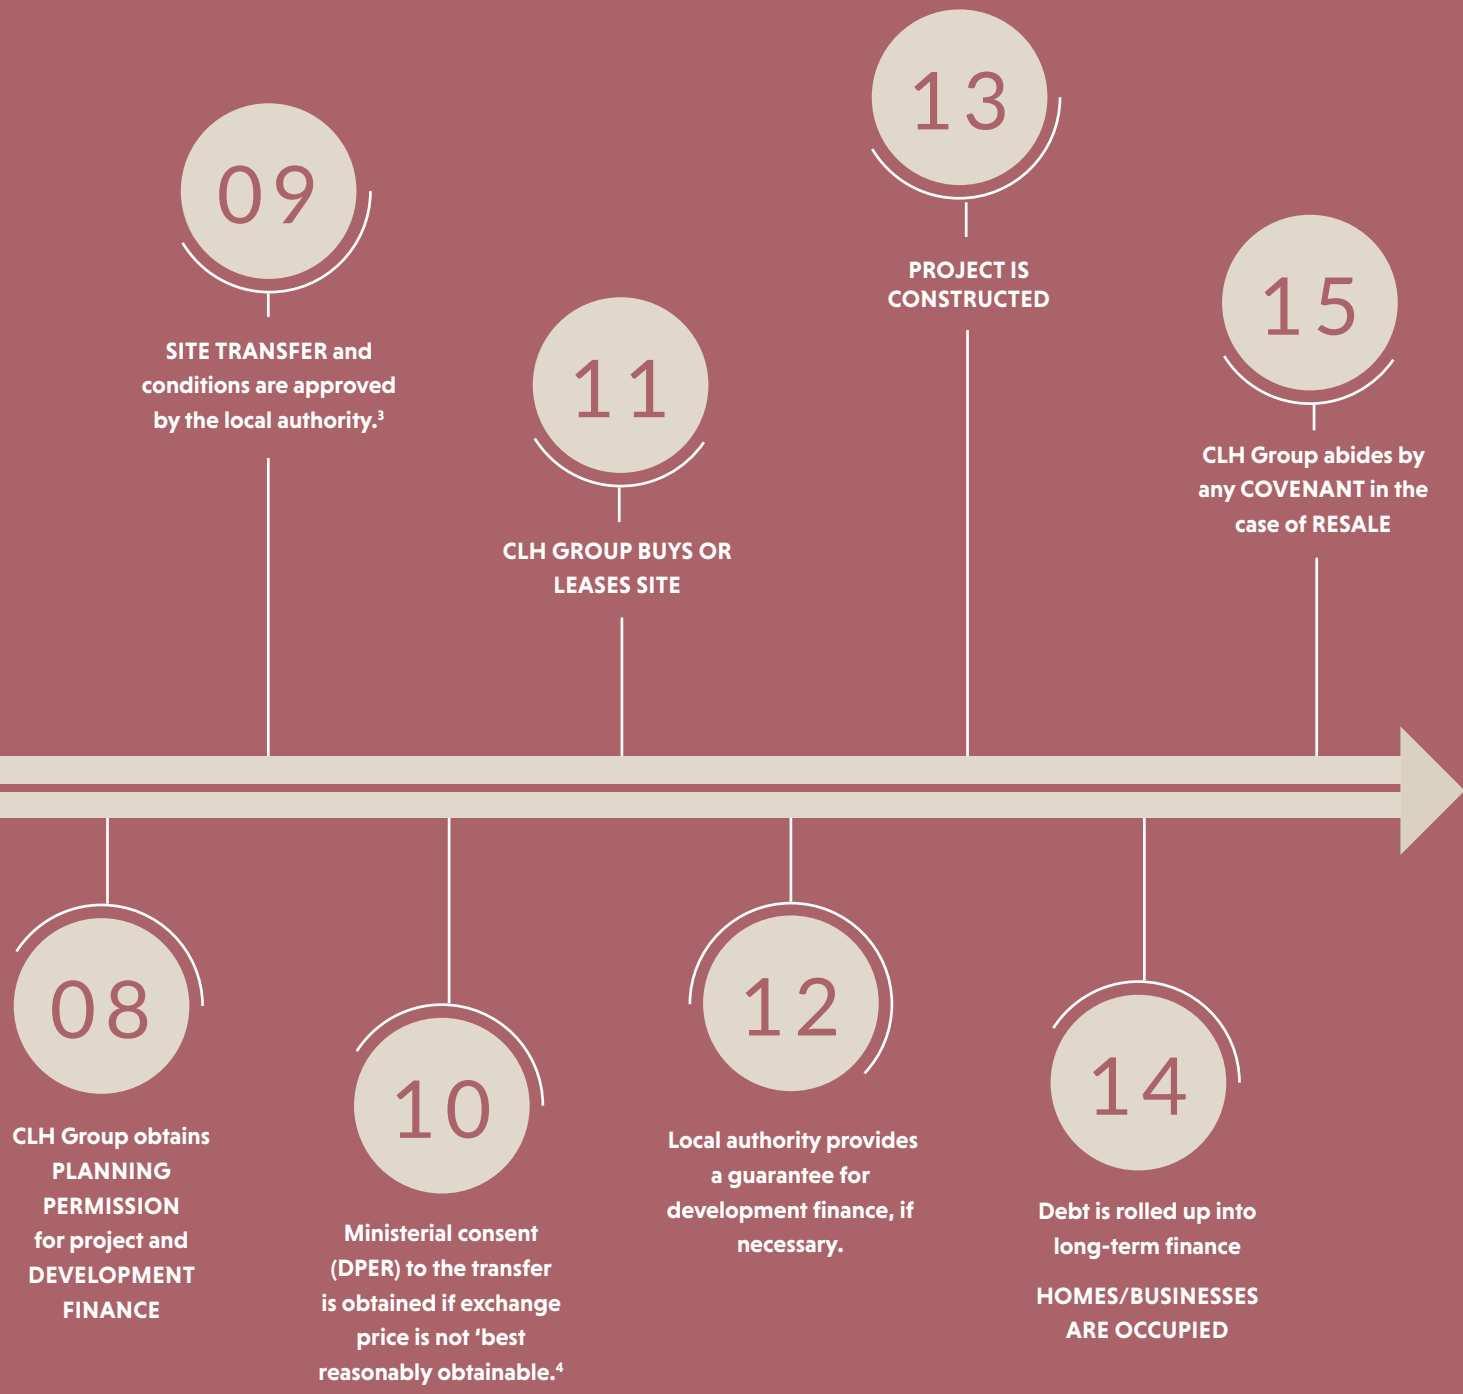 08
CLH Group obtains
PLANNING
PERMISSION
for project and
DEVELOPMENT
FINANCE
09
SITE TRANSFER and
conditions are approved
by the local authority.³
10
Ministerial consent
(DPER) to the transfer
is obtained if exchange
price is not ‘best
reasonably obtainable.⁴
11
CLH GROUP BUYS OR
LEASES SITE
12
Local authority provides
a guarantee for
development finance, if
necessary.
13
PROJECT IS
CONSTRUCTED
14
Debt is rolled up into
long-term finance
HOMES/BUSINESSES
ARE OCCUPIED
15
CLH Group abides by
any COVENANT in the
case of RESALE